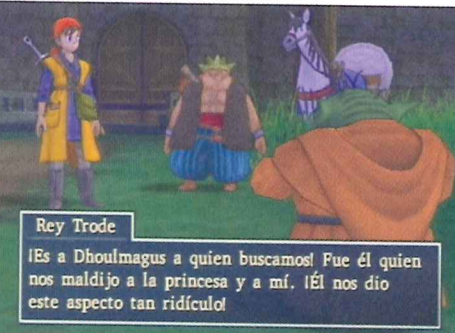 Rey Trode
¡Es a Dhoulmagus a quien buscamos! Fue él quien
nos maldijo a la princesa y a mí. ¡Él nos dio
este aspecto tan ridículo!